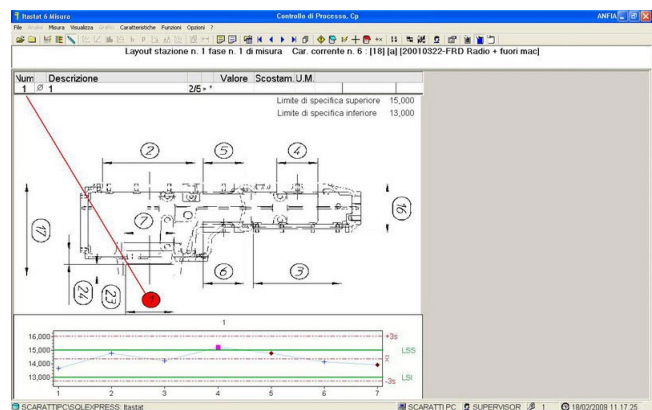 Itastat 6 Misura
Controllo di Processo, Cp
ANFIA
File Analisi Misura Visualizza Grafici Caratteristiche Funzioni Opzioni ?
Layout stazione n. 1 fase n. 1 di misura Car. corrente n. 6 : [18] [a] [20010322-FRD Radio + fuori mac]
Num Descrizione Valore Scostam. U.M.
1 Ø 1 2/5 - *
Limite di specifica superiore 15,000
Limite di specifica inferiore 13,000
2 5 4
17 7 16
24 23 1 6 3
1
16,000 +3s
15,000 LSS
14,000 X
13,000 LSI
-3s
1 2 3 4 5 6 7
SCARATTIPC\SQLEXPRESS: Itastat
SCARATTI PC SUPERVISOR 1 18/02/2009 11.17.25